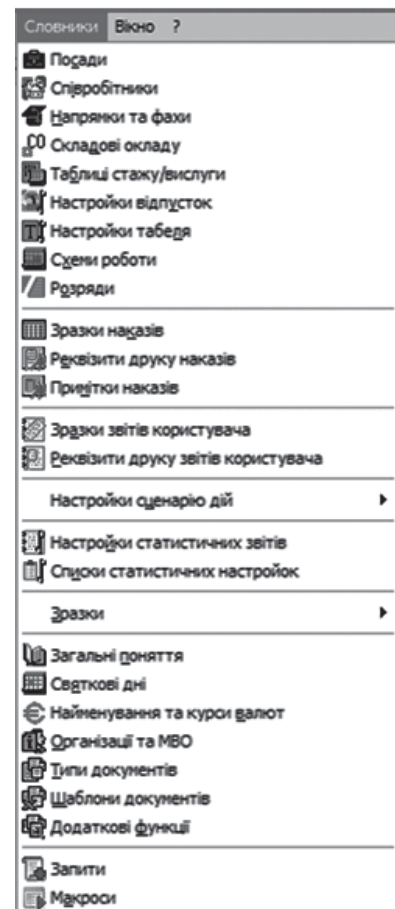 Словники Вікно ?
Посади
Співробітники
Напрямки та фахи
Складові окладу
Таблиці стажу/вислуги
Настройки відпусток
Настройки табеля
Схеми роботи
Розряди
Зразки наказів
Реквізити друку наказів
Примітки наказів
Зразки звітів користувача
Реквізити друку звітів користувача
Настройки сценарію дій
Настройки статистичних звітів
Списки статистичних настройок
Зразки
Загальні поняття
Святкові дні
Найменування та курси валют
Організації та МВО
Типи документів
Шаблони документів
Додаткові функції
Запити
Макроси